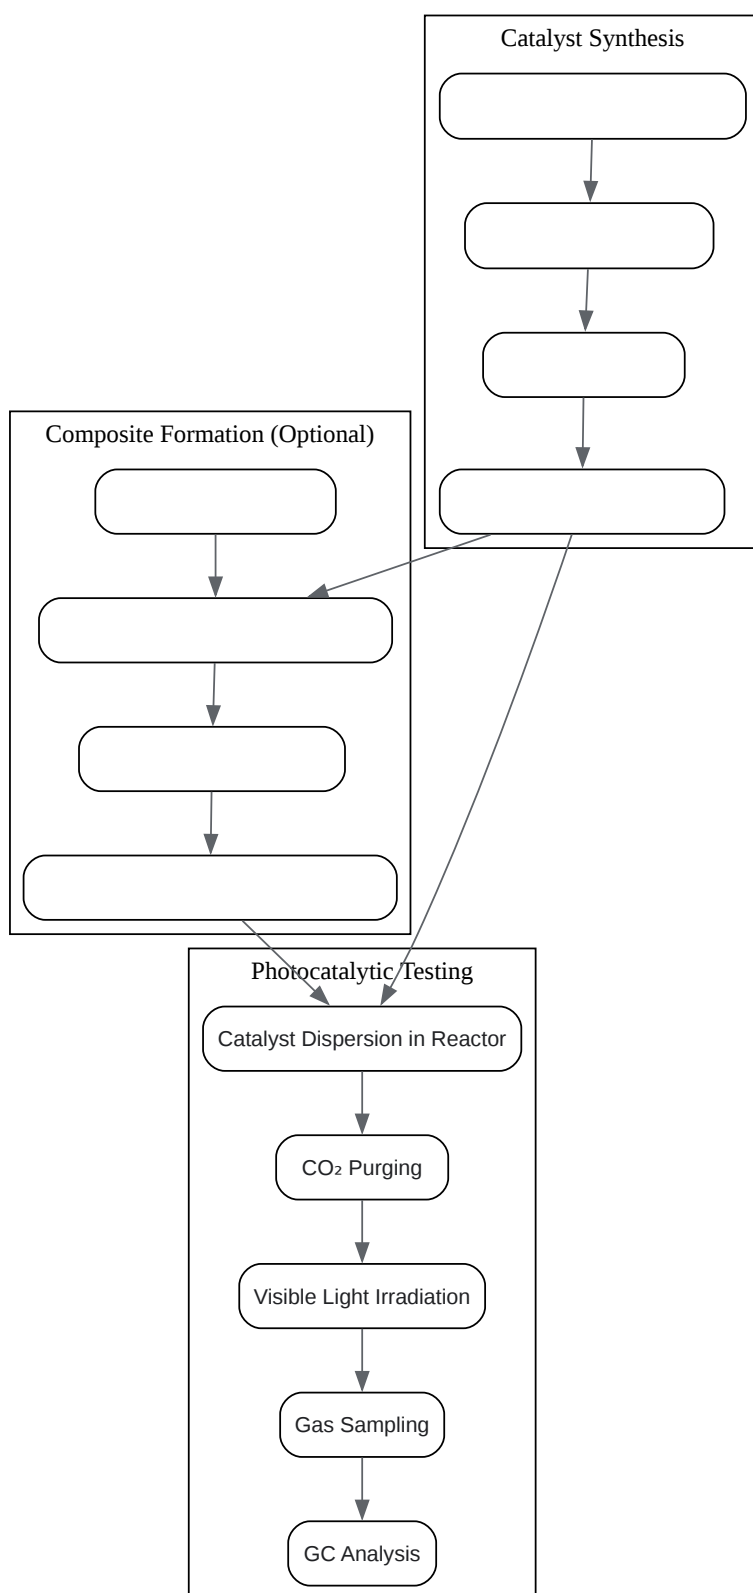 Catalyst Synthesis
Composite Formation (Optional)
Photocatalytic Testing
Catalyst Dispersion in Reactor
CO₂ Purging
Visible Light Irradiation
Gas Sampling
GC Analysis